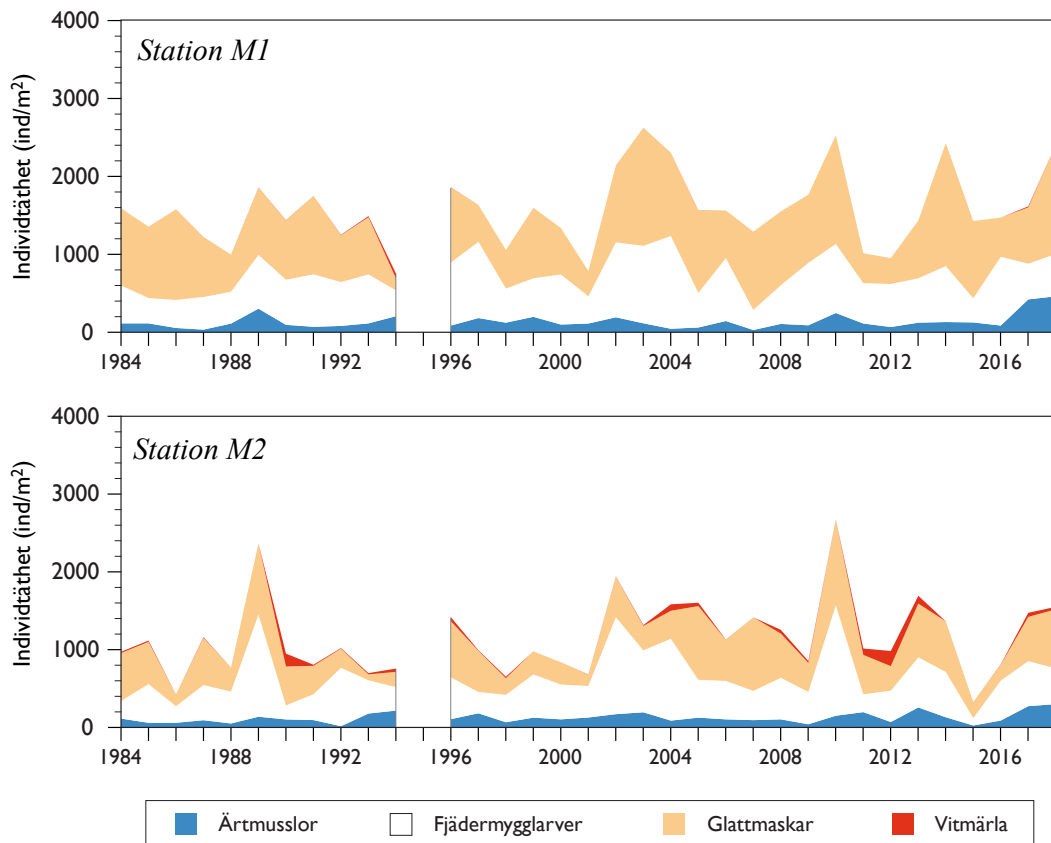 4000
Station M1
3000
2000
1000
0
Individtäthet (ind/m²)
1984 1988 1992 1996 2000 2004 2008 2012 2016
4000
Station M2
3000
2000
1000
0
Individtäthet (ind/m²)
1984 1988 1992 1996 2000 2004 2008 2012 2016
Ärtmusslor Fjädermygglarver Glattmaskar Vitmärla